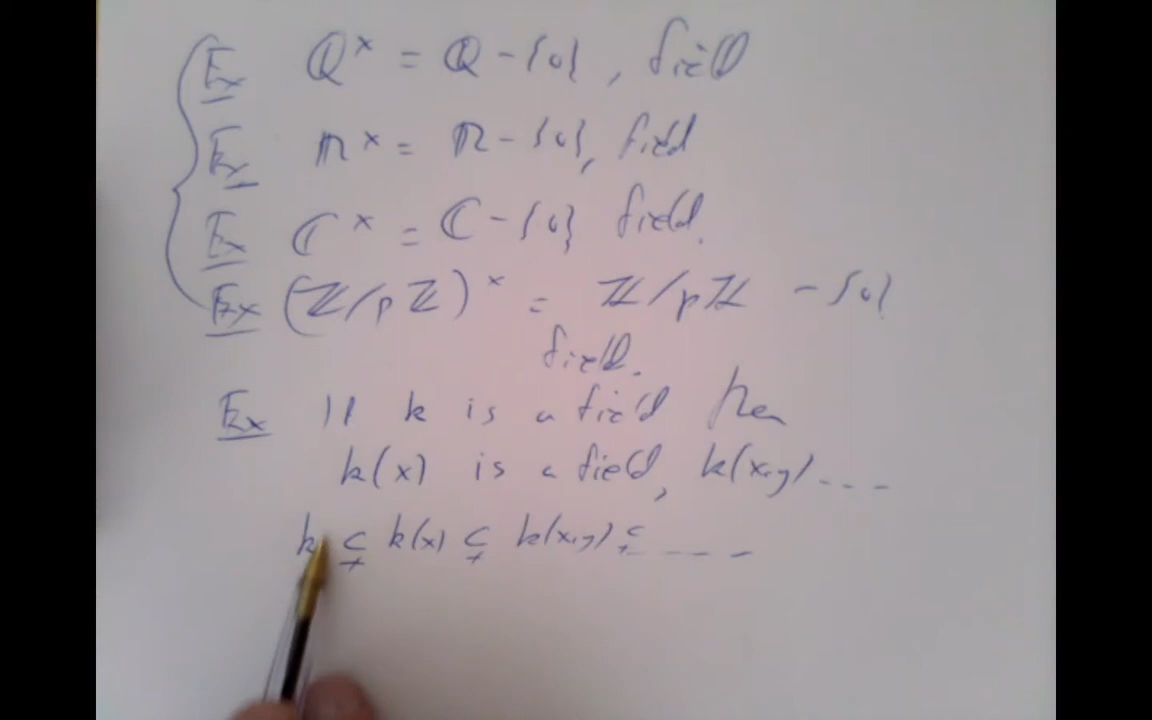 Ex ℚˣ = ℚ - {0}, field
Ex ℝˣ = ℝ - {0}, field
Ex ℂˣ = ℂ - {0} field.
Ex (ℤ/pℤ)ˣ = ℤ/pℤ - {0}
field.
Ex If k is a field then
k(x) is a field, k(x,y) ---
k ⊊ k(x) ⊊ k(x,y) ⊊ ----